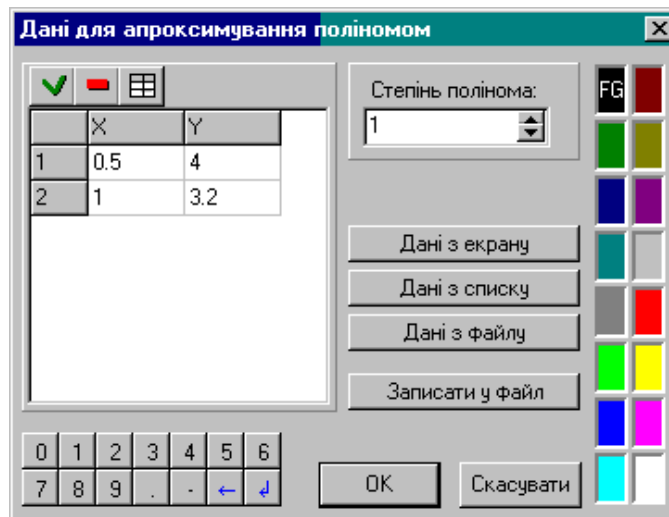 Дані для апроксимування поліномом
Степінь полінома:
1
X Y
1 0.5 4
2 1 3.2
FG
Дані з екрану
Дані з списку
Дані з файлу
Записати у файл
0 1 2 3 4 5 6
7 8 9 . -
OK
Скасувати